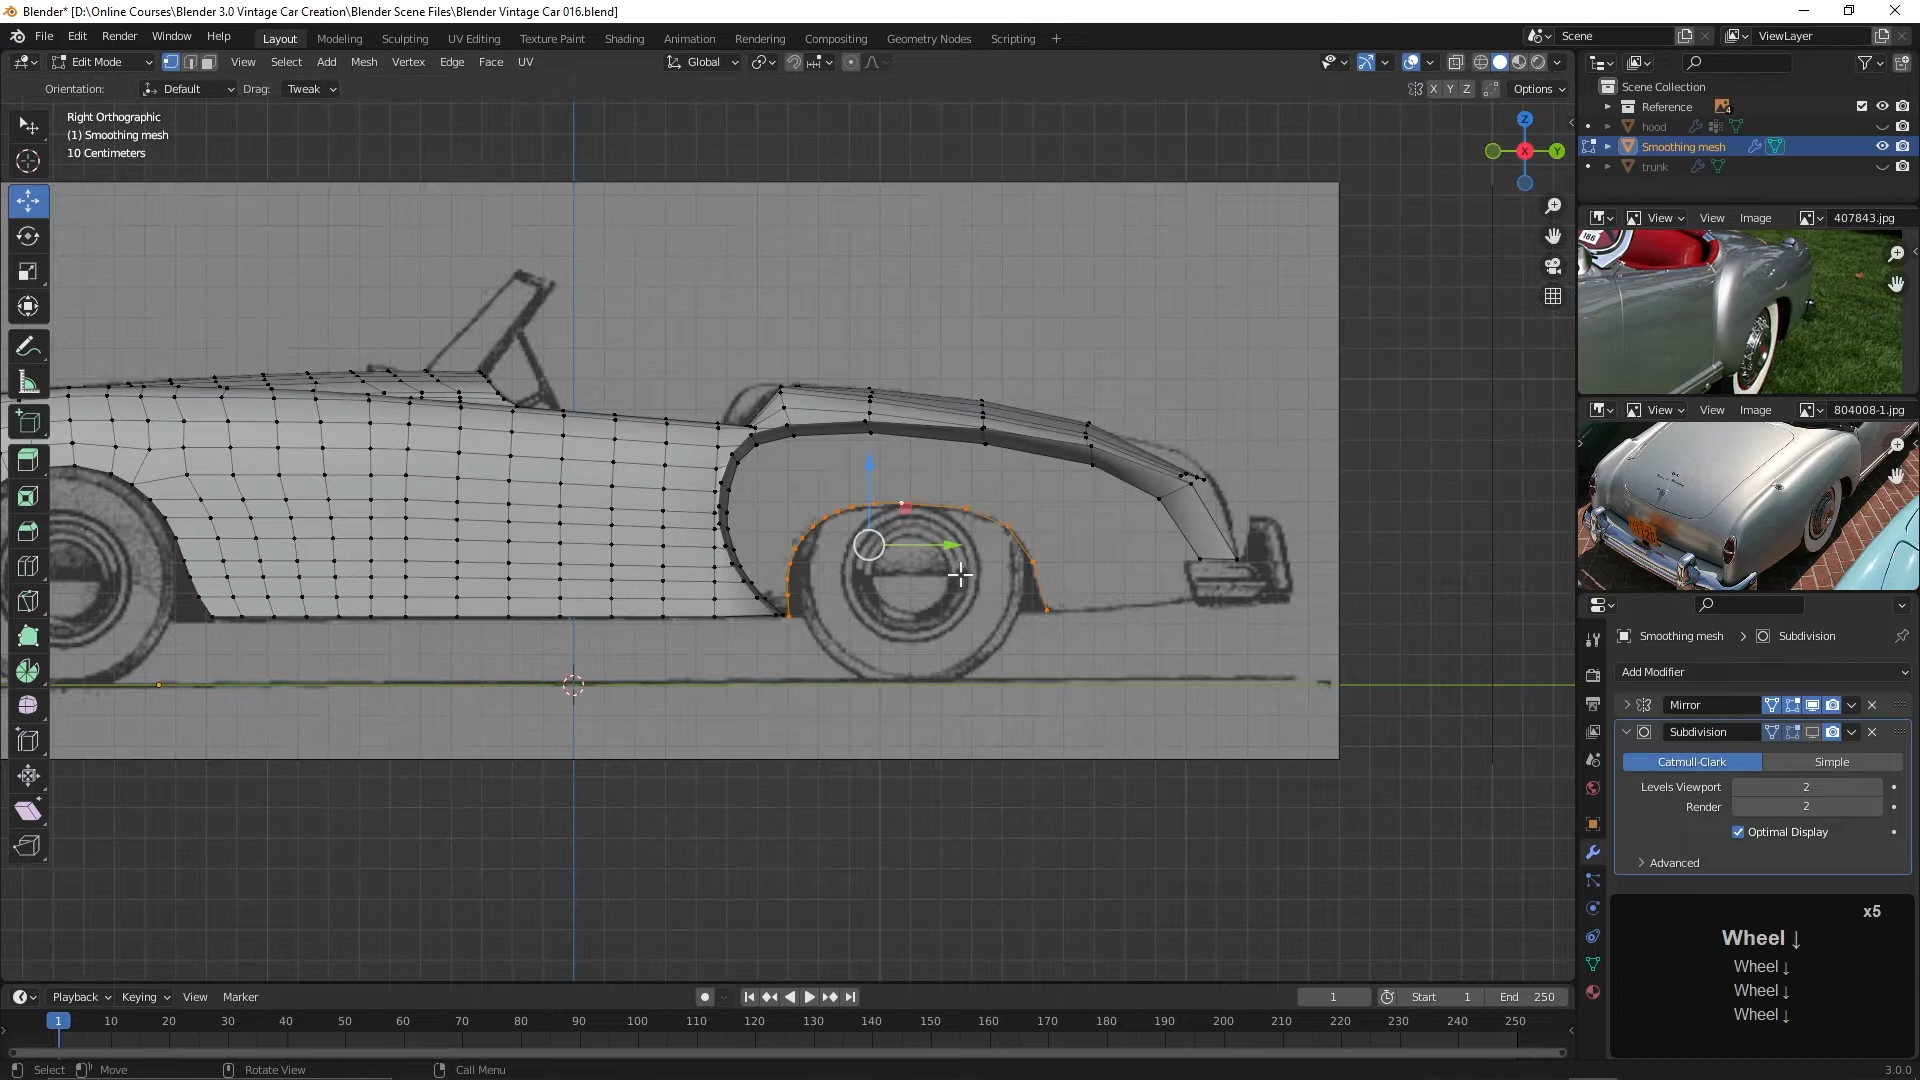 Blender* [D:\Online Courses\Blender 3.0 Vintage Car Creation\Blender Scene Files\Blender Vintage Car 016.blend]
File Edit Render Window Help Layout Modeling Sculpting UV Editing Texture Paint Shading Animation Rendering Compositing Geometry Nodes Scripting + Scene ViewLayer
Edit Mode View Select Add Mesh Vertex Edge Face UV Global
Orientation: Default Drag: Tweak X Y Z Options
Right Orthographic
(1) Smoothing mesh
10 Centimeters
Z
X
Y
Scene Collection
Reference 4
hood
Smoothing mesh
trunk
View View Image 407843.jpg
186
View View Image 804008-1.jpg
Smoothing mesh > Subdivision
Add Modifier
Mirror
Subdivision
Catmull-Clark Simple
Levels Viewport 2
Render 2
Optimal Display
Advanced
x5
Wheel ↓
Wheel ↓
Wheel ↓
Wheel ↓
Playback Keying View Marker 1 Start 1 End 250
1 10 20 30 40 50 60 70 80 90 100 110 120 130 140 150 160 170 180 190 200 210 220 230 240 250
Select Move Rotate View Call Menu 3.0.0